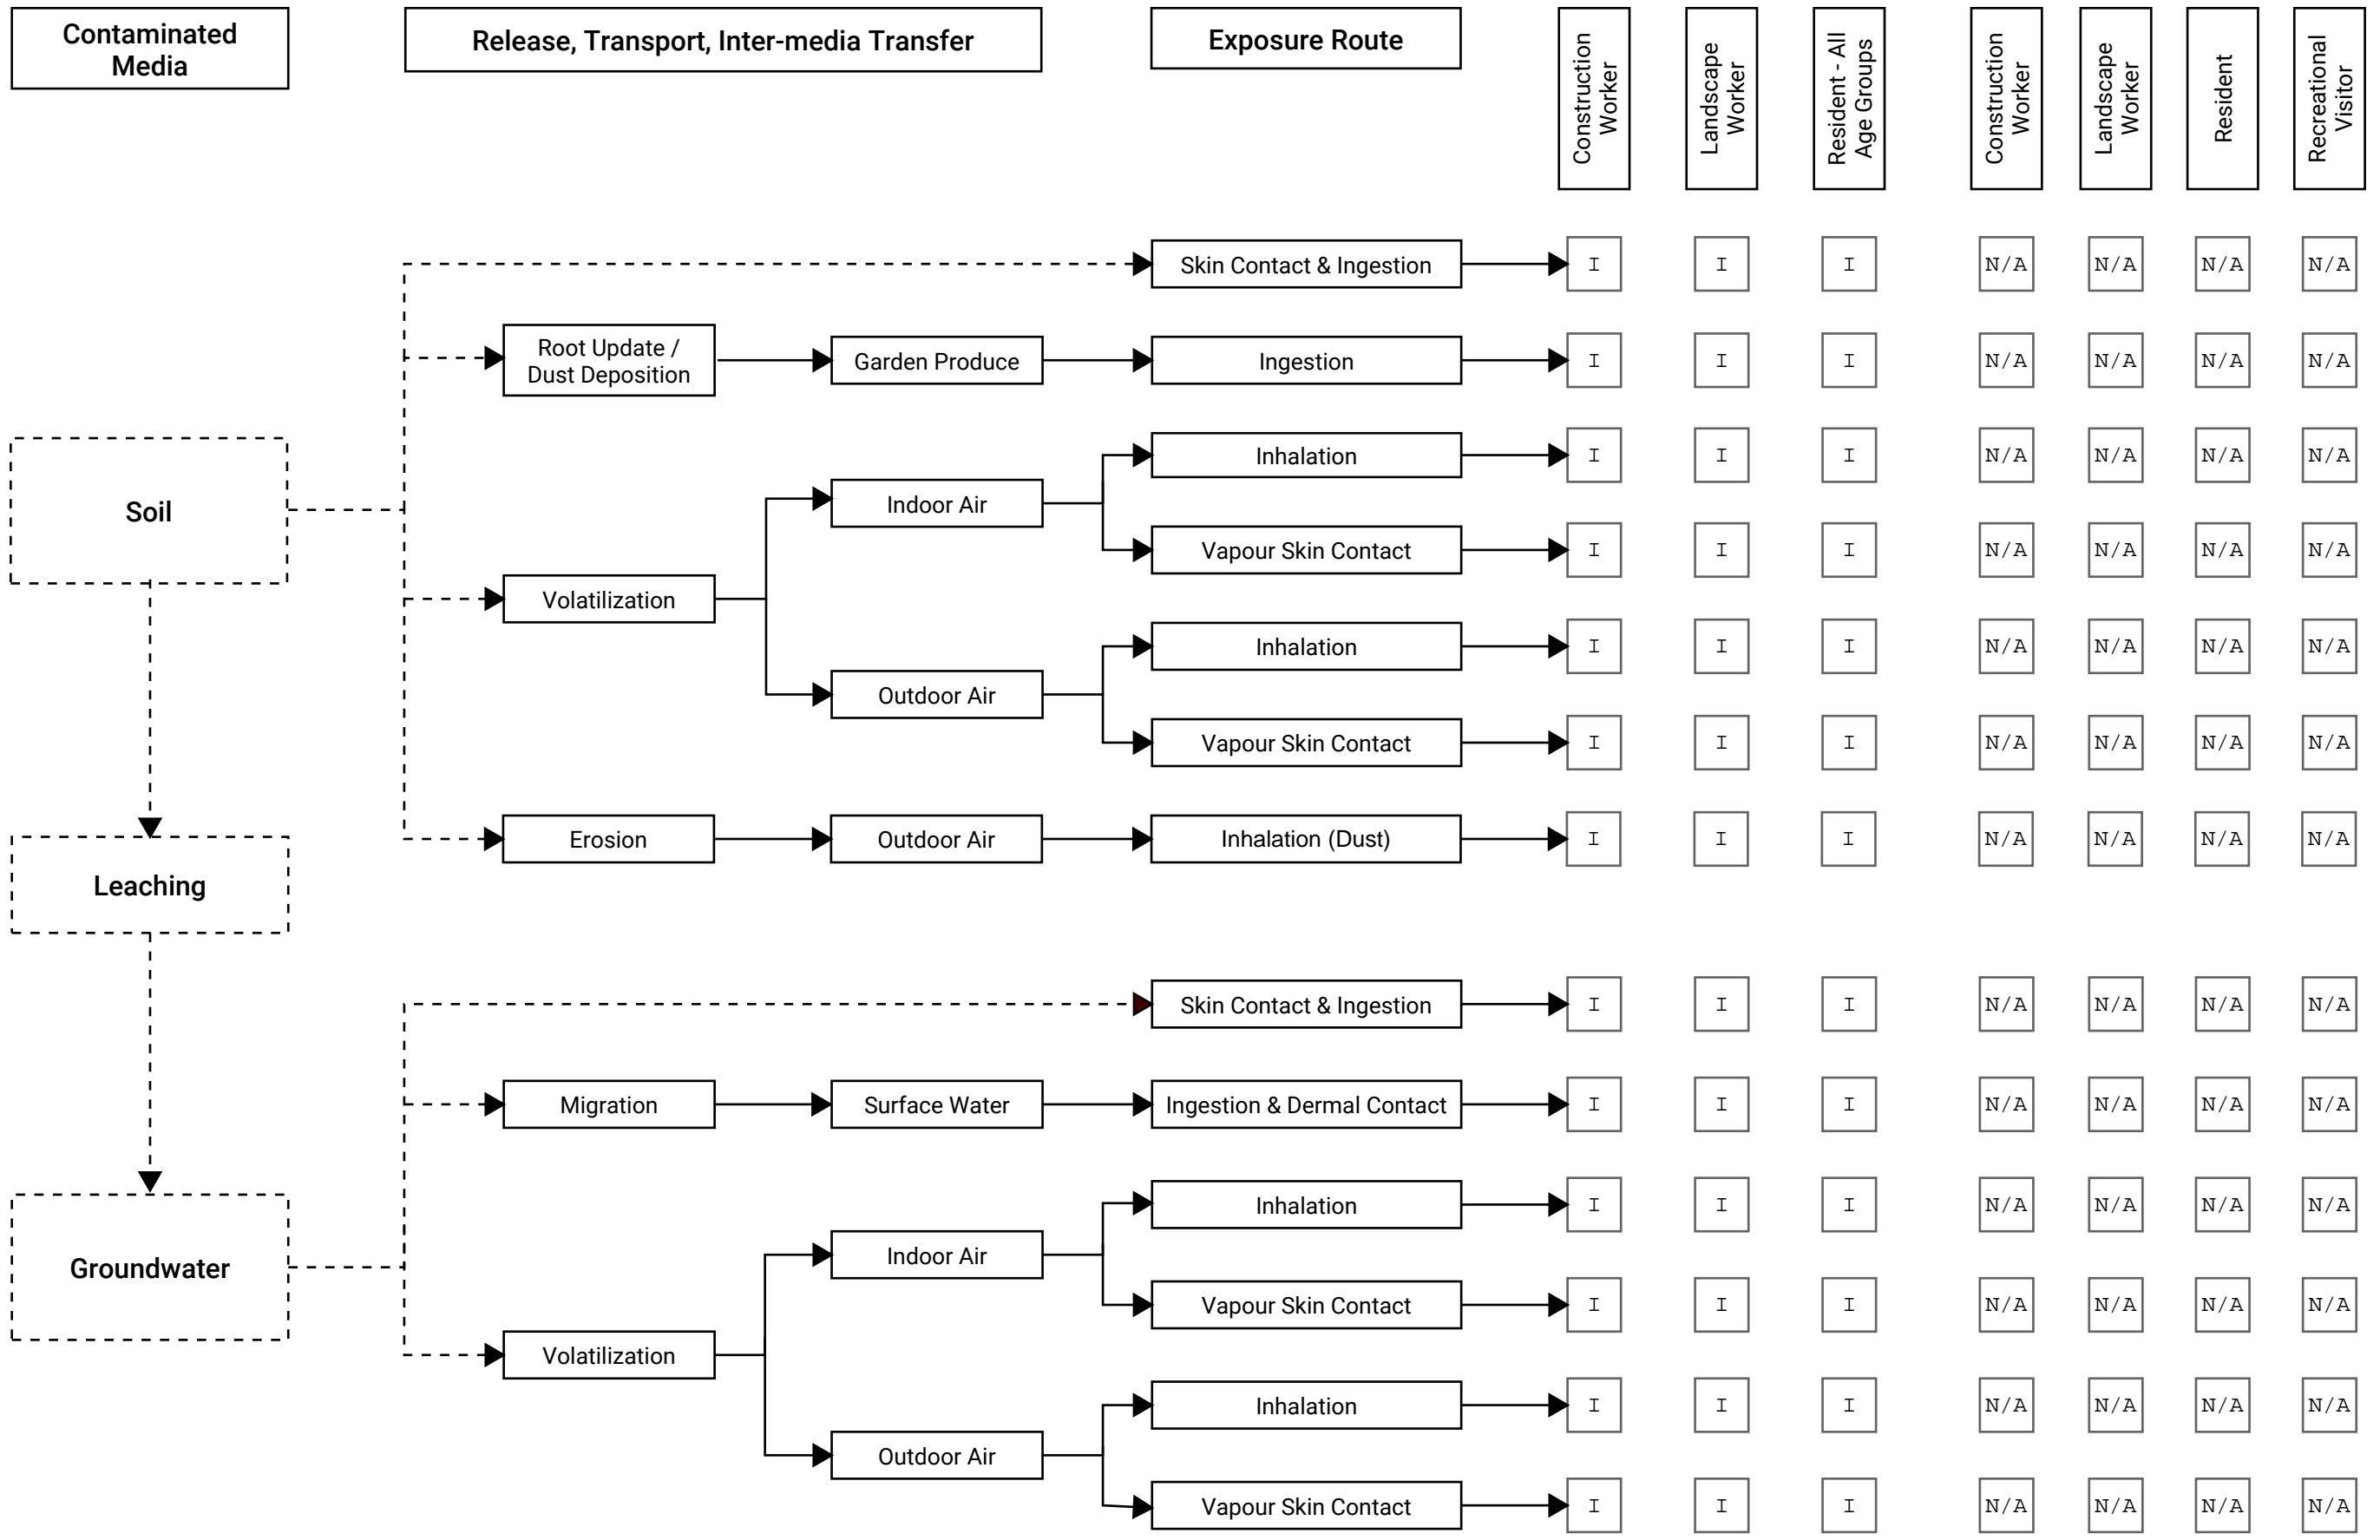 Contaminated
Media
Release, Transport, Inter-media Transfer
Exposure Route
Construction
Worker
Landscape
Worker
Resident - All
Age Groups
Construction
Worker
Landscape
Worker
Resident
Recreational
Visitor
Skin Contact & Ingestion
I I I N/A N/A N/A N/A
Root Update /
Dust Deposition
Garden Produce
Ingestion
I I I N/A N/A N/A N/A
Inhalation
I I I N/A N/A N/A N/A
Indoor Air
Soil
Vapour Skin Contact
I I I N/A N/A N/A N/A
Volatilization
Inhalation
I I I N/A N/A N/A N/A
Outdoor Air
Vapour Skin Contact
I I I N/A N/A N/A N/A
Erosion
Outdoor Air
Inhalation (Dust)
I I I N/A N/A N/A N/A
Leaching
Skin Contact & Ingestion
I I I N/A N/A N/A N/A
Migration
Surface Water
Ingestion & Dermal Contact
I I I N/A N/A N/A N/A
Inhalation
I I I N/A N/A N/A N/A
Indoor Air
Groundwater
Vapour Skin Contact
I I I N/A N/A N/A N/A
Volatilization
Inhalation
I I I N/A N/A N/A N/A
Outdoor Air
Vapour Skin Contact
I I I N/A N/A N/A N/A